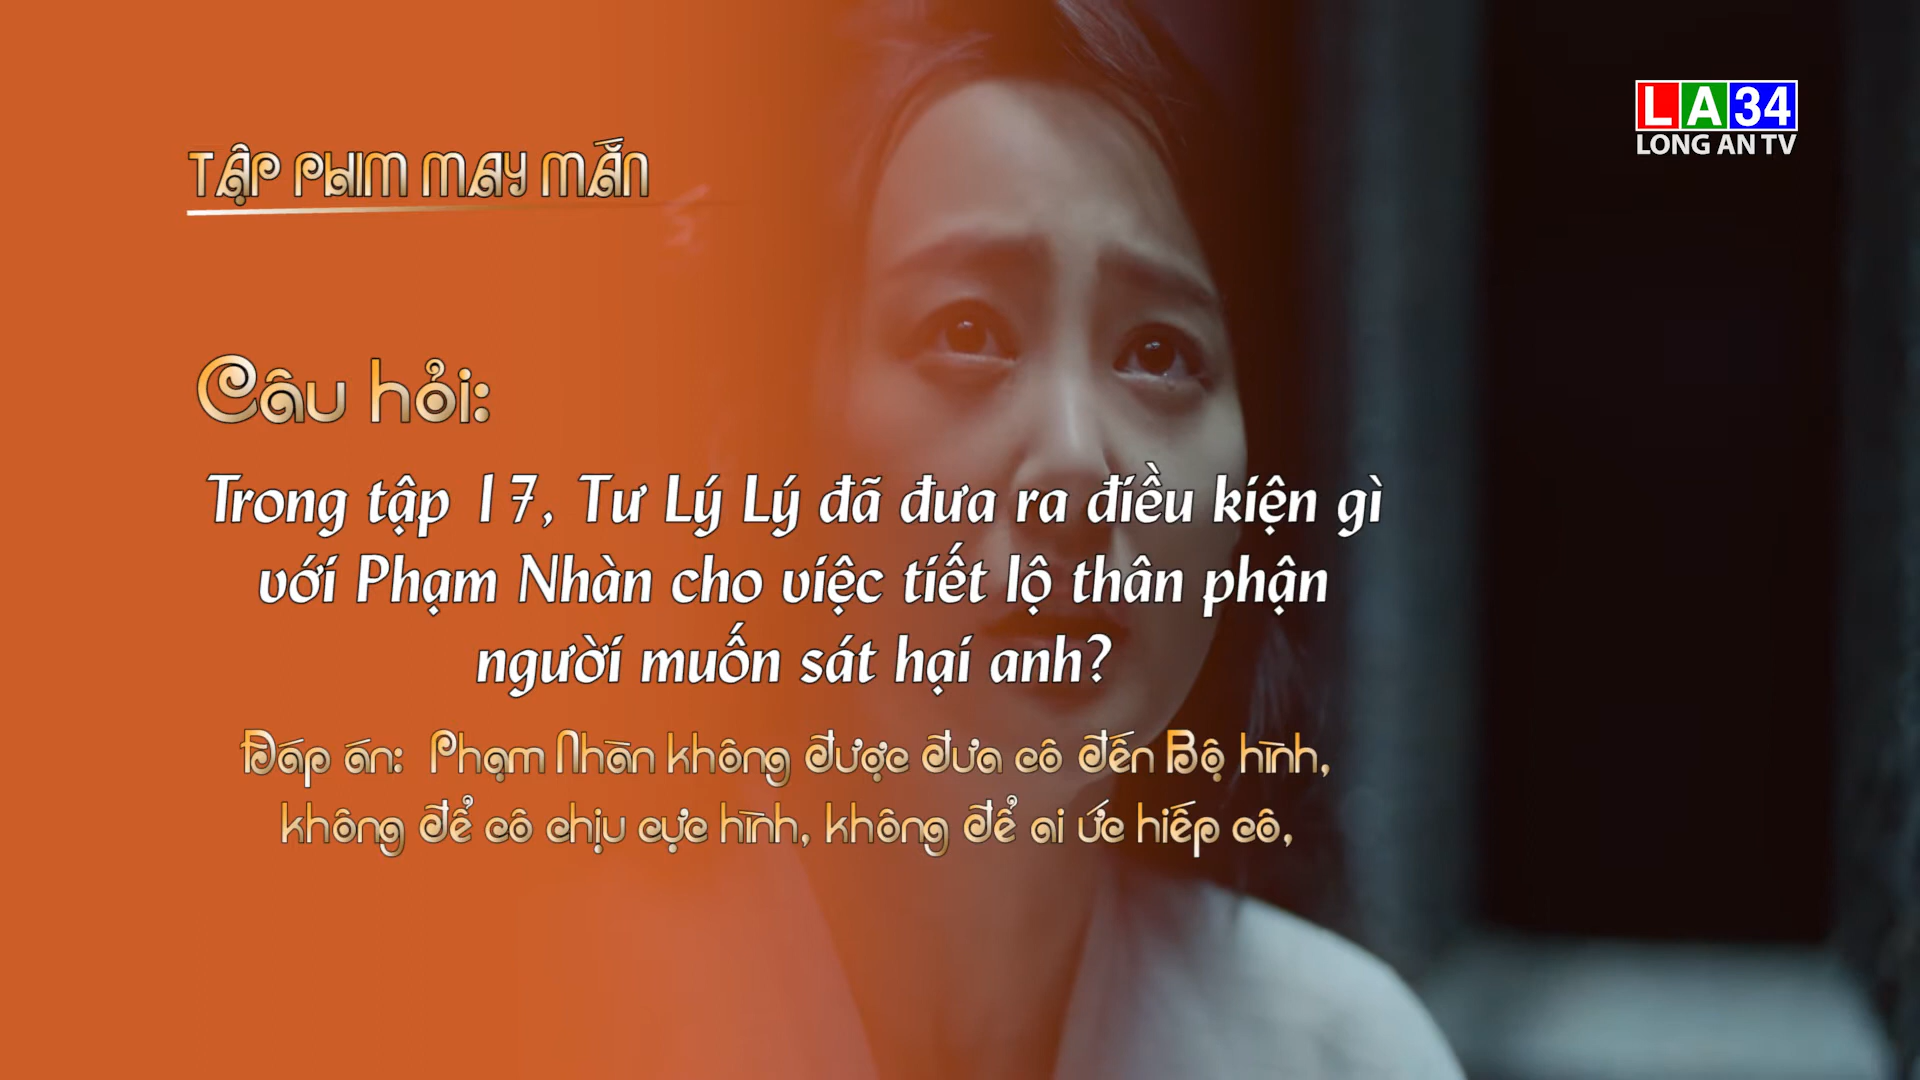 LA34
LONG AN TV
TẬP PHIM MAY MẮN
Câu hỏi:
Trong tập 17, Tư Lý Lý đã đưa ra điều kiện gì
với Phạm Nhàn cho việc tiết lộ thân phận
người muốn sát hại anh?
Đáp án: Phạm Nhàn không được đưa cô đến Bộ hình,
không để cô chịu cực hình, không để ai ức hiếp cô,